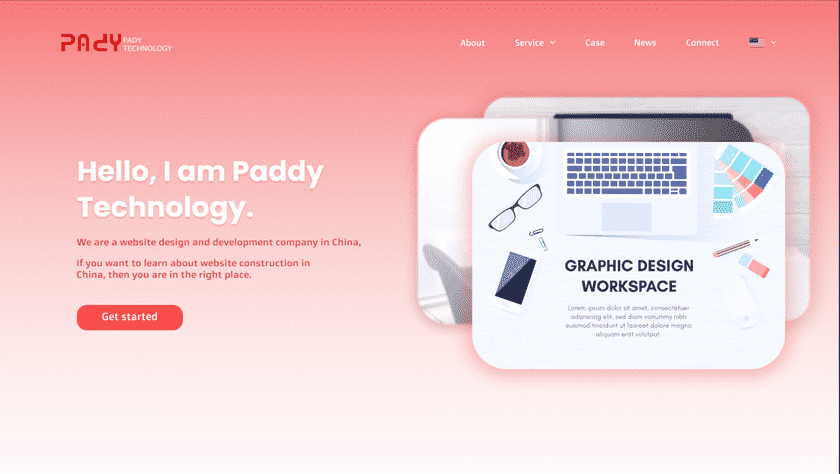 PAdY
PADY
TECHNOLOGY
About
Service
Case
News
Connect
Hello, I am Paddy
Technology.
We are a website design and development company in China,
If you want to learn about website construction in
China, then you are in the right place.
Get started
GRAPHIC DESIGN
WORKSPACE
Lorem ipsum dolor sit amet, consectetuer
adipiscing elit, sed diam nonummy nibh
euismod tincidunt ut laoreet dolore magna
aliquam erat volutpat.